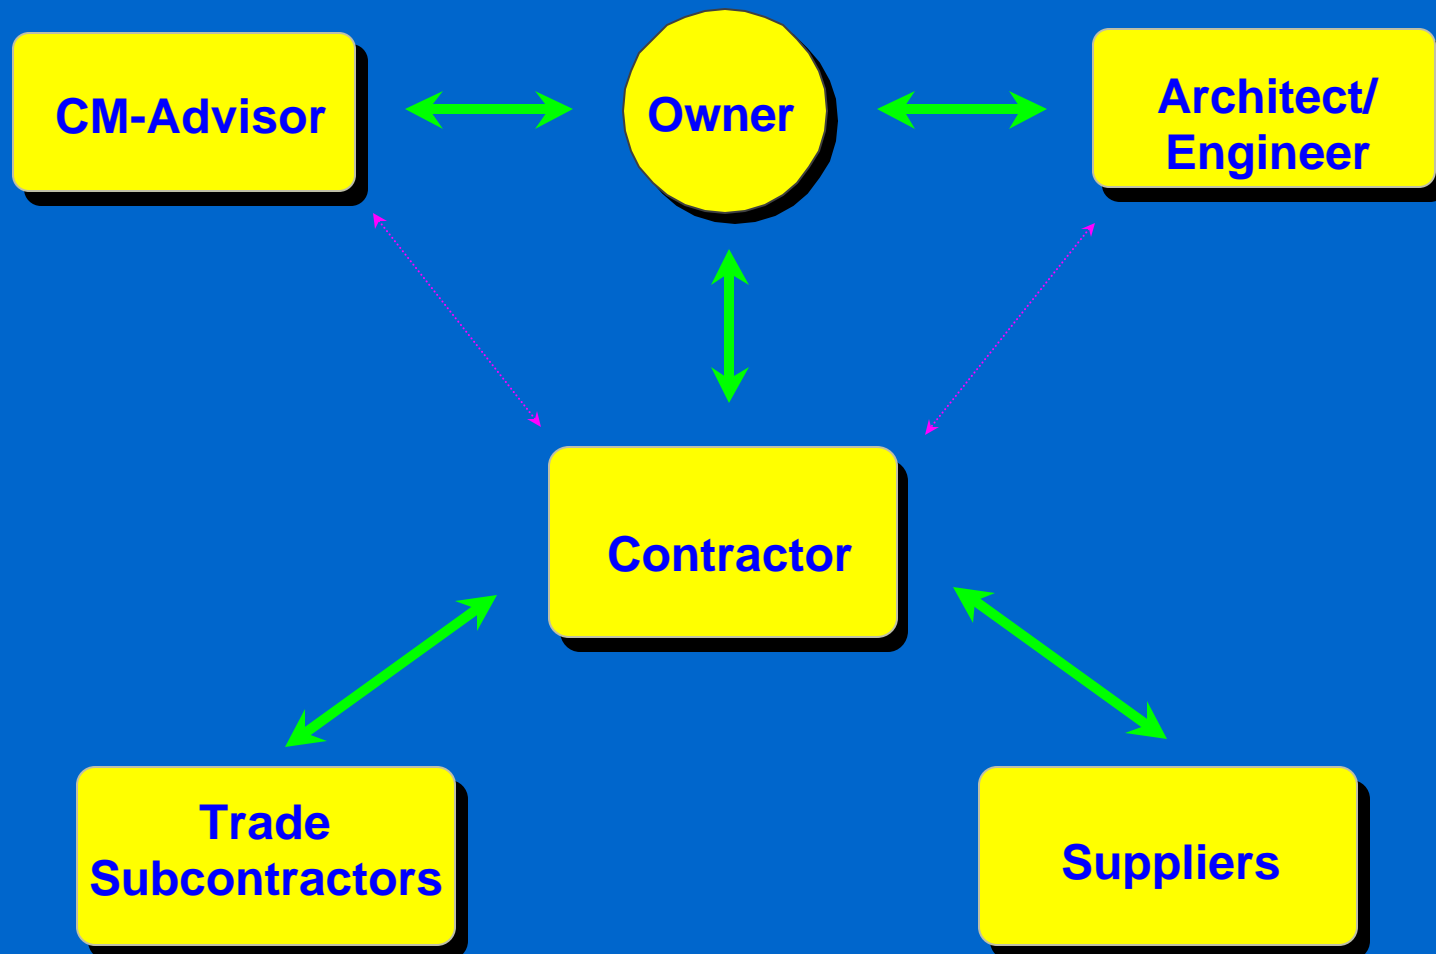 CM-Advisor
Owner
Architect/
Engineer
Contractor
Trade
Subcontractors
Suppliers